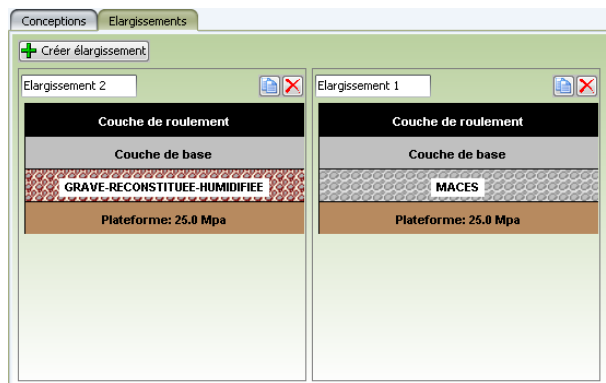 Conceptions Elargissements
Créer élargissement
Elargissement 2
Couche de roulement
Couche de base
GRAVE-RECONSTITUEE-HUMIDIFIEE
Plateforme: 25.0 Mpa
Elargissement 1
Couche de roulement
Couche de base
MACES
Plateforme: 25.0 Mpa